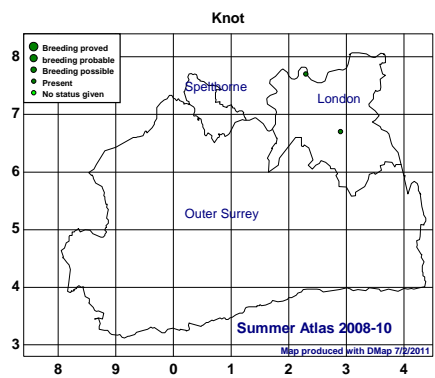 Knot
Breeding proved
breeding probable
Breeding possible
Present
No status given
8
7
6
5
4
3
Spelthorne
London
Outer Surrey
Summer Atlas 2008-10
Map produced with DMap 7/2/2011
8 9 0 1 2 3 4